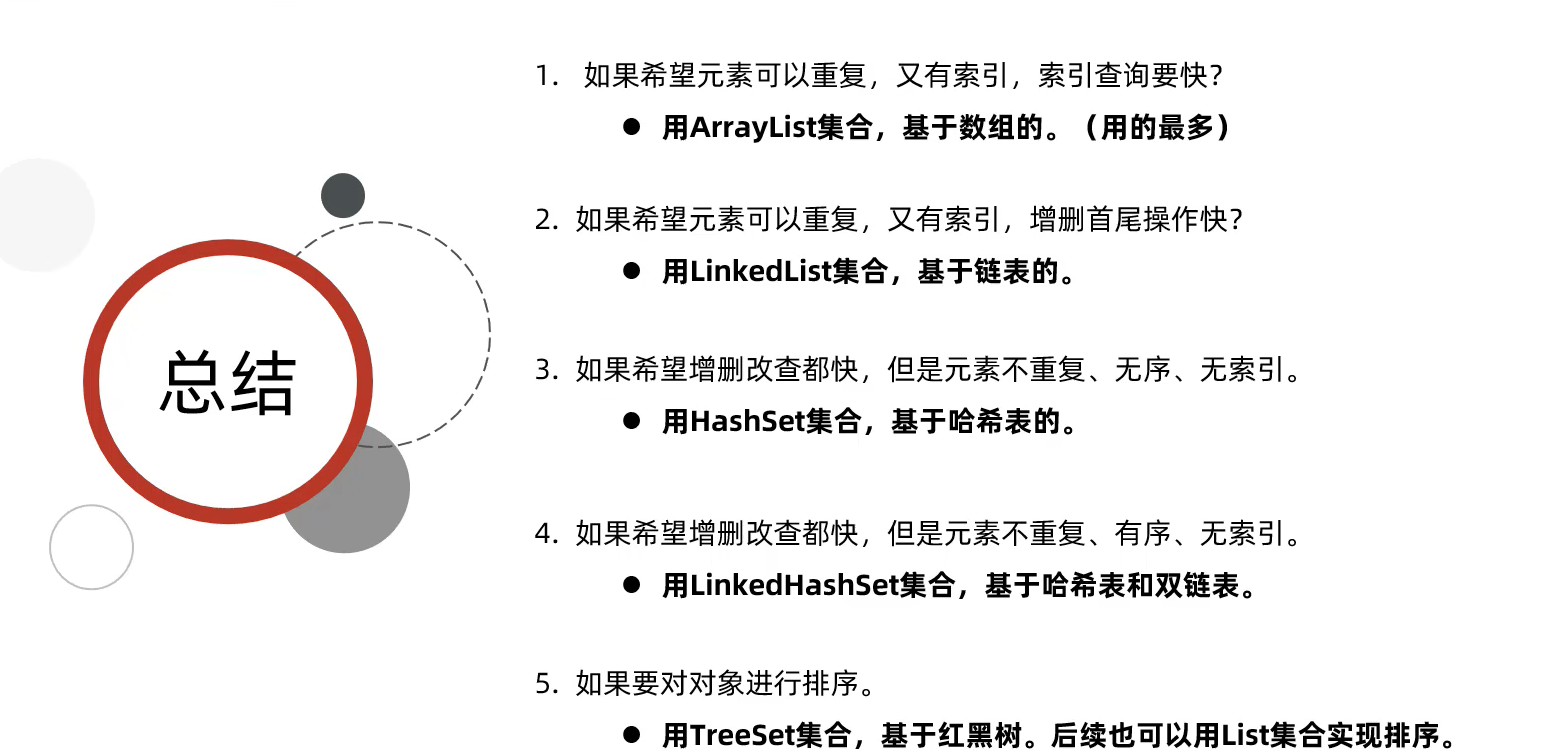 总结
1. 如果希望元素可以重复，又有索引，索引查询要快？
● 用ArrayList集合，基于数组的。（用的最多）
2. 如果希望元素可以重复，又有索引，增删首尾操作快？
● 用LinkedList集合，基于链表的。
3. 如果希望增删改查都快，但是元素不重复、无序、无索引。
● 用HashSet集合，基于哈希表的。
4. 如果希望增删改查都快，但是元素不重复、有序、无索引。
● 用LinkedHashSet集合，基于哈希表和双链表。
5. 如果要对对象进行排序。
● 用TreeSet集合，基于红黑树。后续也可以用List集合实现排序。